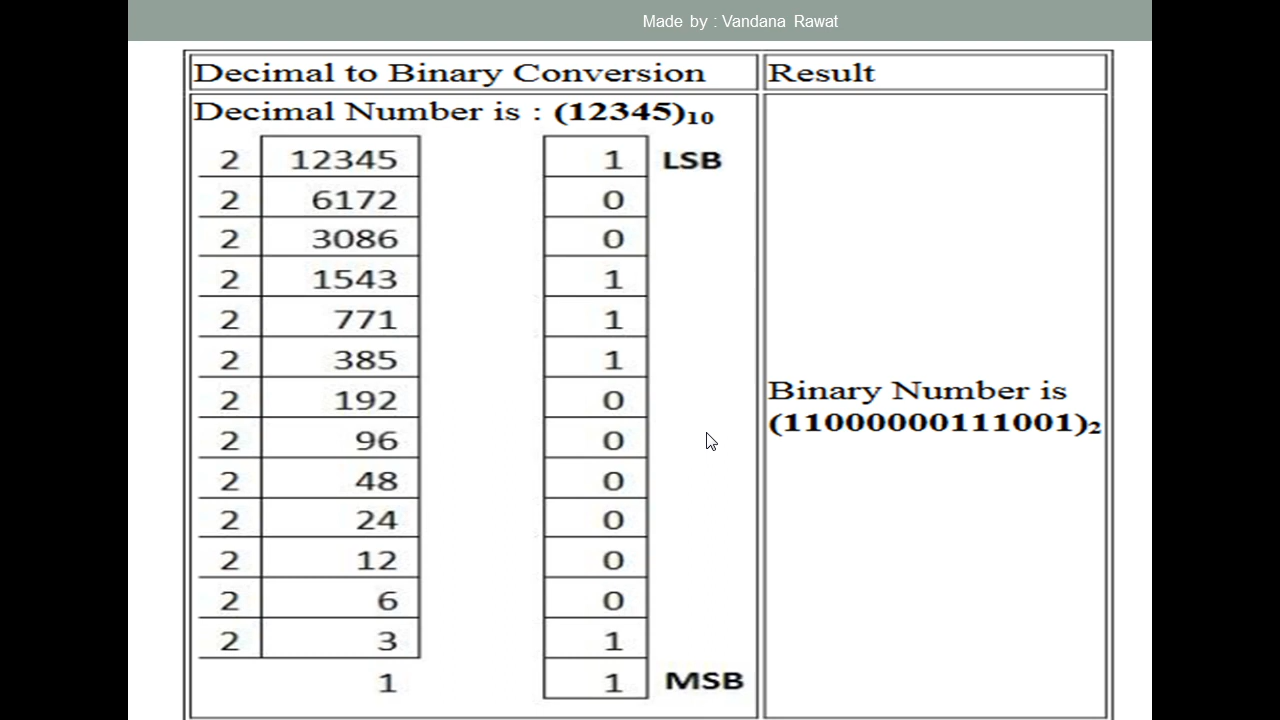 Made by : Vandana Rawat
Decimal to Binary Conversion Result
Decimal Number is : (12345)₁₀
2 12345 1 LSB
2 6172 0
2 3086 0
2 1543 1
2 771 1
2 385 1
2 192 0
2 96 0
Binary Number is
(11000000111001)₂
2 48 0
2 24 0
2 12 0
2 6 0
2 3 1
1 1 MSB